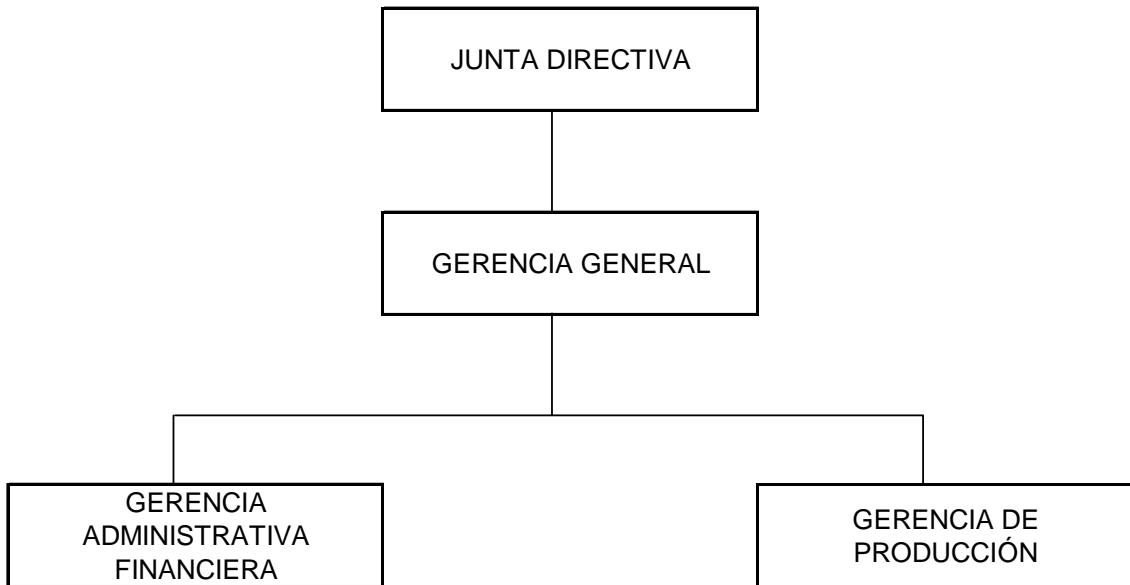 JUNTA DIRECTIVA
GERENCIA GENERAL
GERENCIA
ADMINISTRATIVA
FINANCIERA
GERENCIA DE
PRODUCCIÓN